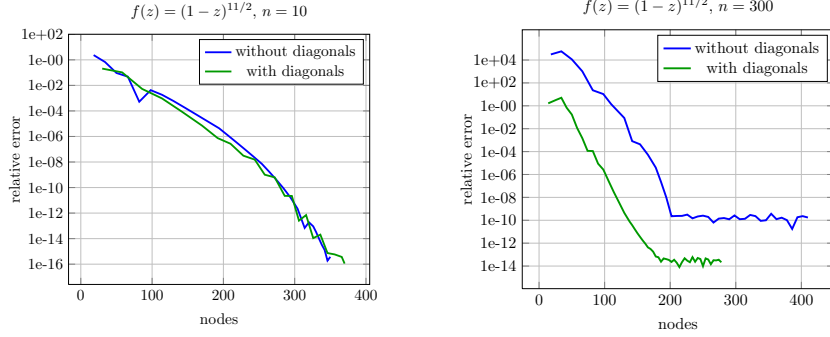 f(z) = (1 − z)^{11/2}, n = 10
1e+02
1e-00
1e-02
1e-04
1e-06
1e-08
1e-10
1e-12
1e-14
1e-16
relative error
without diagonals
with diagonals
0 100 200 300 400
nodes
f(z) = (1 − z)^{11/2}, n = 300
1e+04
1e+02
1e-00
1e-02
1e-04
1e-06
1e-08
1e-10
1e-12
1e-14
relative error
without diagonals
with diagonals
0 100 200 300 400
nodes